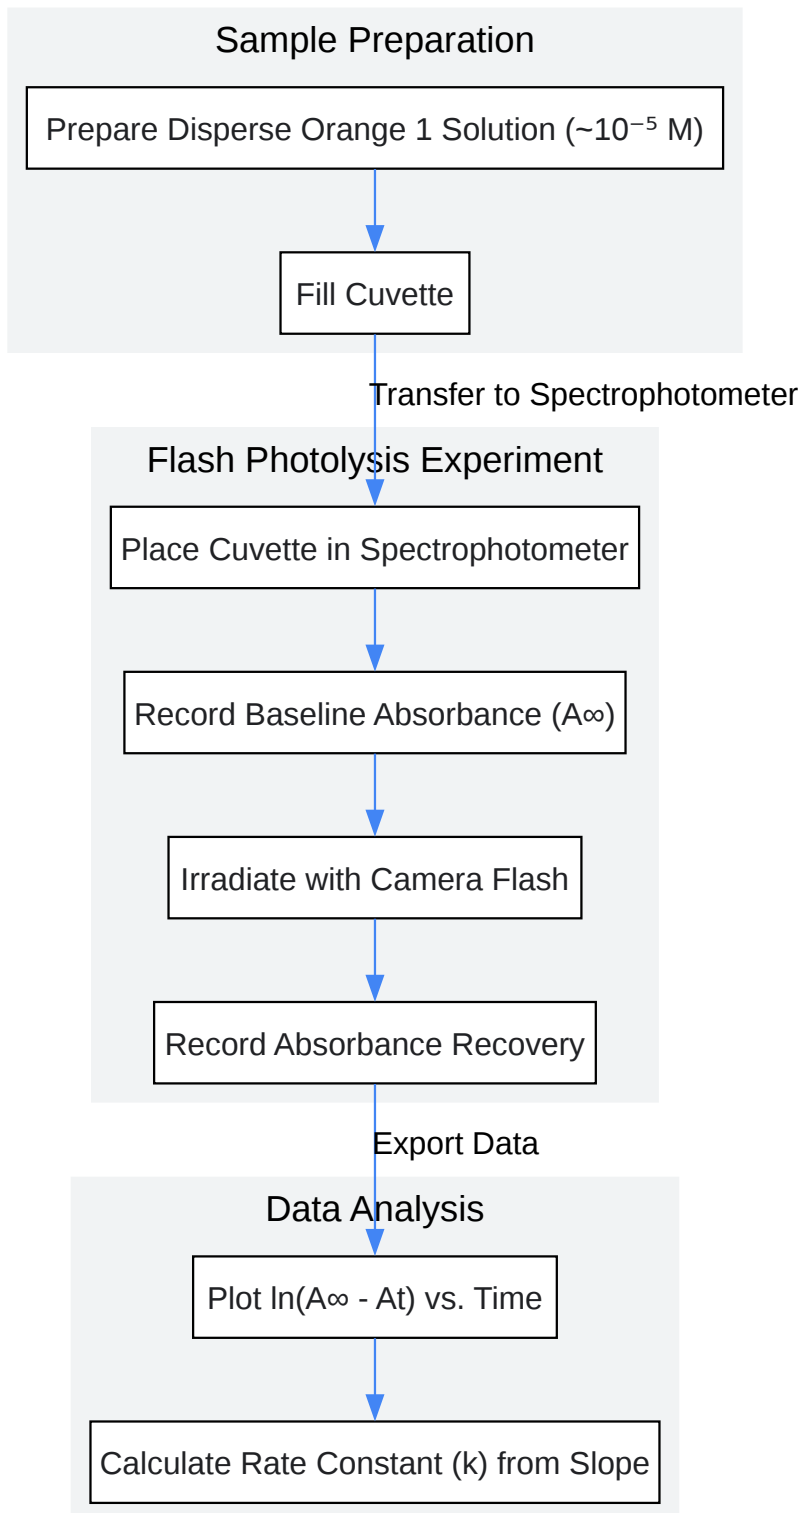 Sample Preparation
Prepare Disperse Orange 1 Solution (~10⁻⁵ M)
Fill Cuvette
Transfer to Spectrophotometer
Flash Photolysis Experiment
Place Cuvette in Spectrophotometer
Record Baseline Absorbance (A∞)
Irradiate with Camera Flash
Record Absorbance Recovery
Export Data
Data Analysis
Plot ln(A∞ - At) vs. Time
Calculate Rate Constant (k) from Slope